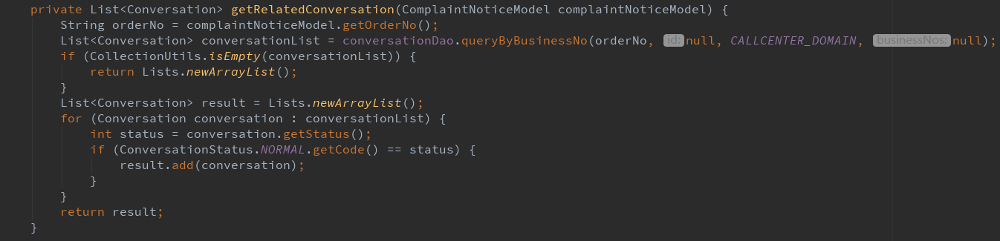 private List<Conversation> getRelatedConversation(ComplaintNoticeModel complaintNoticeModel) {
    String orderNo = complaintNoticeModel.getOrderNo();
    List<Conversation> conversationList = conversationDao.queryByBusinessNo(orderNo, id: null, CALLCENTER_DOMAIN, businessNos: null);
    if (CollectionUtils.isEmpty(conversationList)) {
        return Lists.newArrayList();
    }
    List<Conversation> result = Lists.newArrayList();
    for (Conversation conversation : conversationList) {
        int status = conversation.getStatus();
        if (ConversationStatus.NORMAL.getCode() == status) {
            result.add(conversation);
        }
    }
    return result;
}